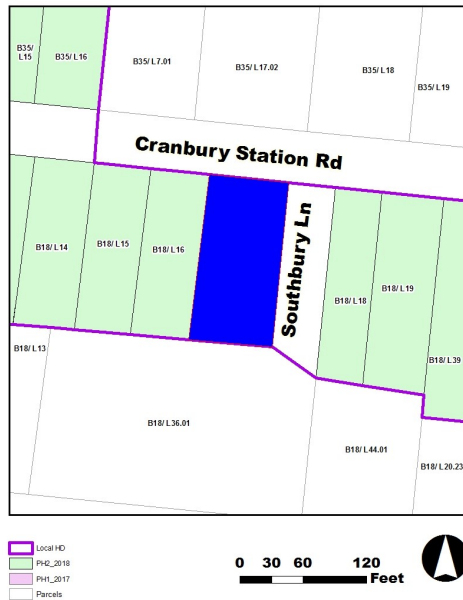 B35/
L15
B35/ L16
B35/ L7.01
B35/ L17.02
B35/ L18
B35/ L19
Cranbury Station Rd
B18/ L14
B18/ L15
B18/ L16
Southbury Ln
B18/ L18
B18/ L19
B18/ L39
B18/ L13
B18/ L36.01
B18/ L44.01
B18/ L20.23
Local HD
PH2_2018
PH1_2017
Parcels
0 30 60 120
Feet